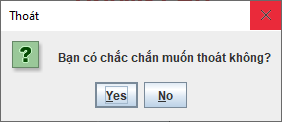 Thoát
Bạn có chắc chắn muốn thoát không?
Yes No